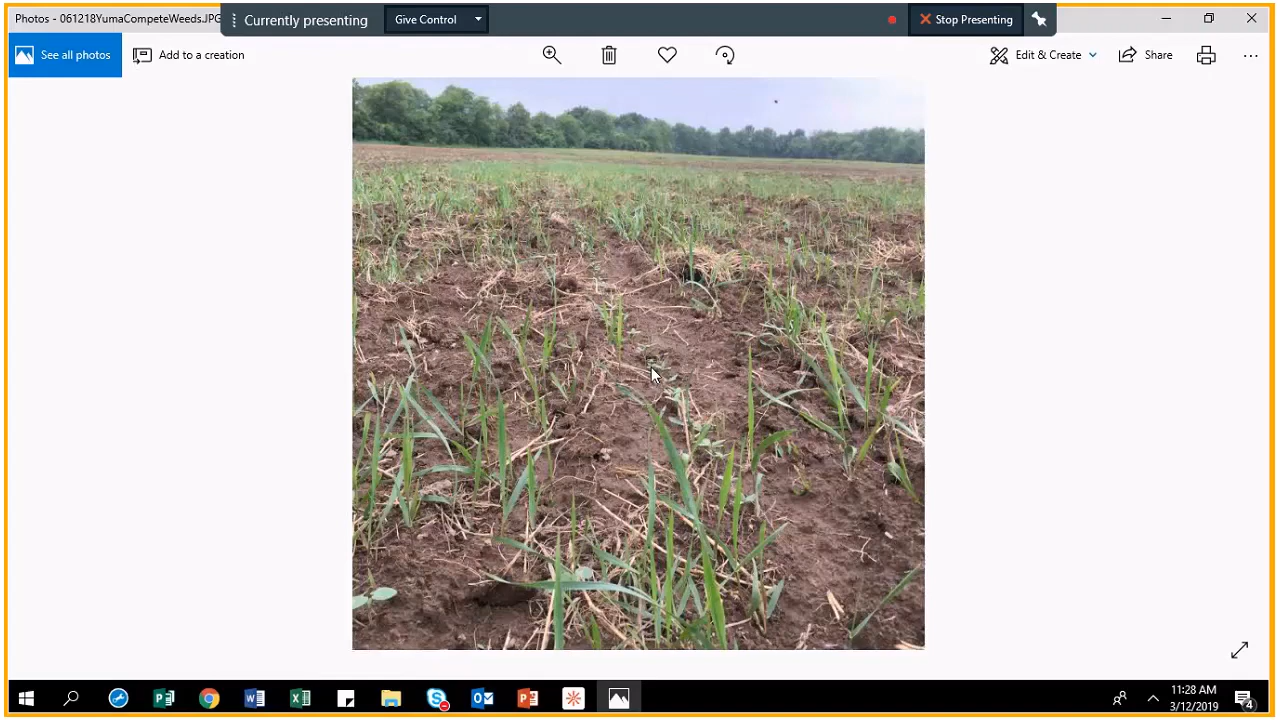 Photos - 061218YumaCompeteWeeds.JPG
Currently presenting
Give Control
Stop Presenting
See all photos
Add to a creation
Edit & Create
Share
11:28 AM
3/12/2019
4